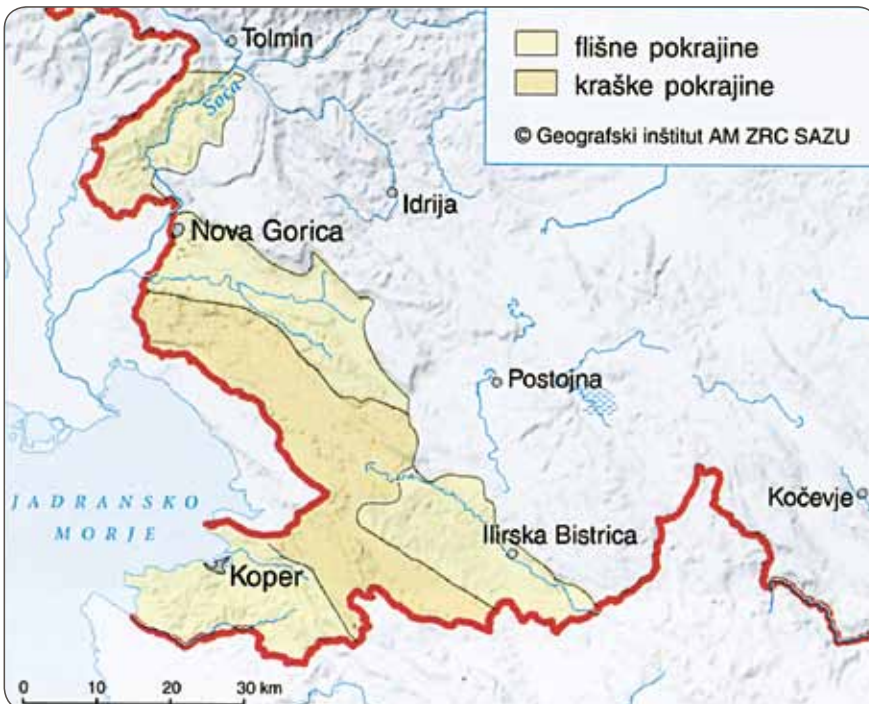 flišne pokrajine
kraške pokrajine
© Geografski inštitut AM ZRC SAZU
Tolmin
Soča
Idrija
Nova Gorica
Postojna
JADRANSKO
MORJE
Kočevje
Ilirska Bistrica
Koper
0 10 20 30 km